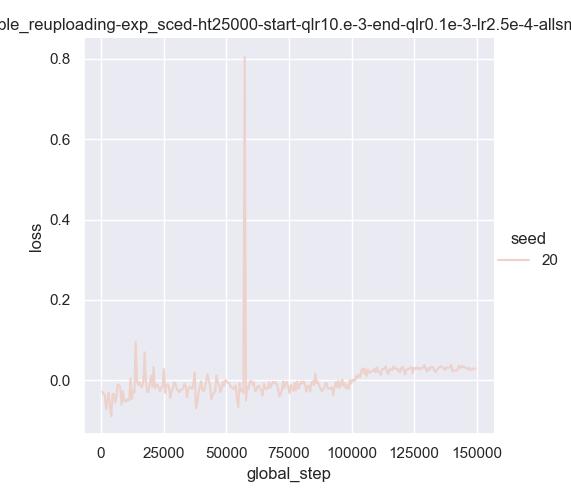 ble_reuploading-exp_sced-ht25000-start-qlr10.e-3-end-qlr0.1e-3-lr2.5e-4-allsm
0.8
0.6
0.4
0.2
0.0
loss
seed
20
0 25000 50000 75000 100000 125000 150000
global_step